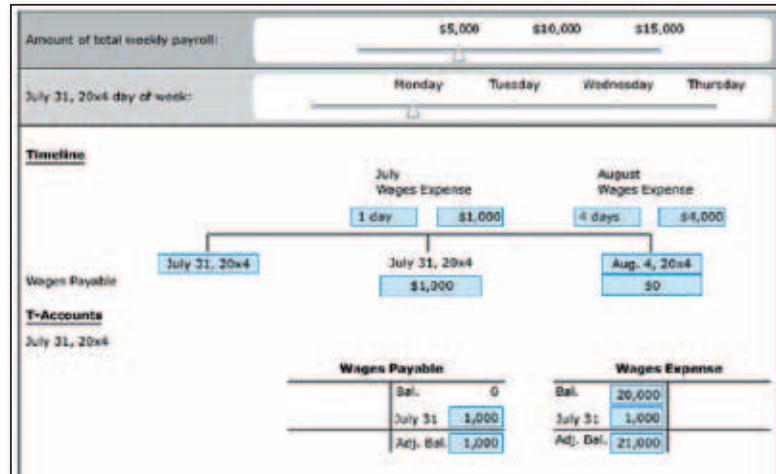 $5,000 $10,000 $15,000
Amount of total weekly payroll:
Monday Tuesday Wednesday Thursday
July 31, 20x4 day of week:
Timeline
July August
Wages Expense Wages Expense
1 day $1,000 4 days $4,000
July 31, 20x4 July 31, 20x4 Aug. 4, 20x4
Wages Payable $1,000 $0
T-Accounts
July 31, 20x4
Wages Payable Wages Expense
Bal. 0 Bal. 20,000
July 31 1,000 July 31 1,000
Adj. Bal. 1,000 Adj. Bal. 21,000